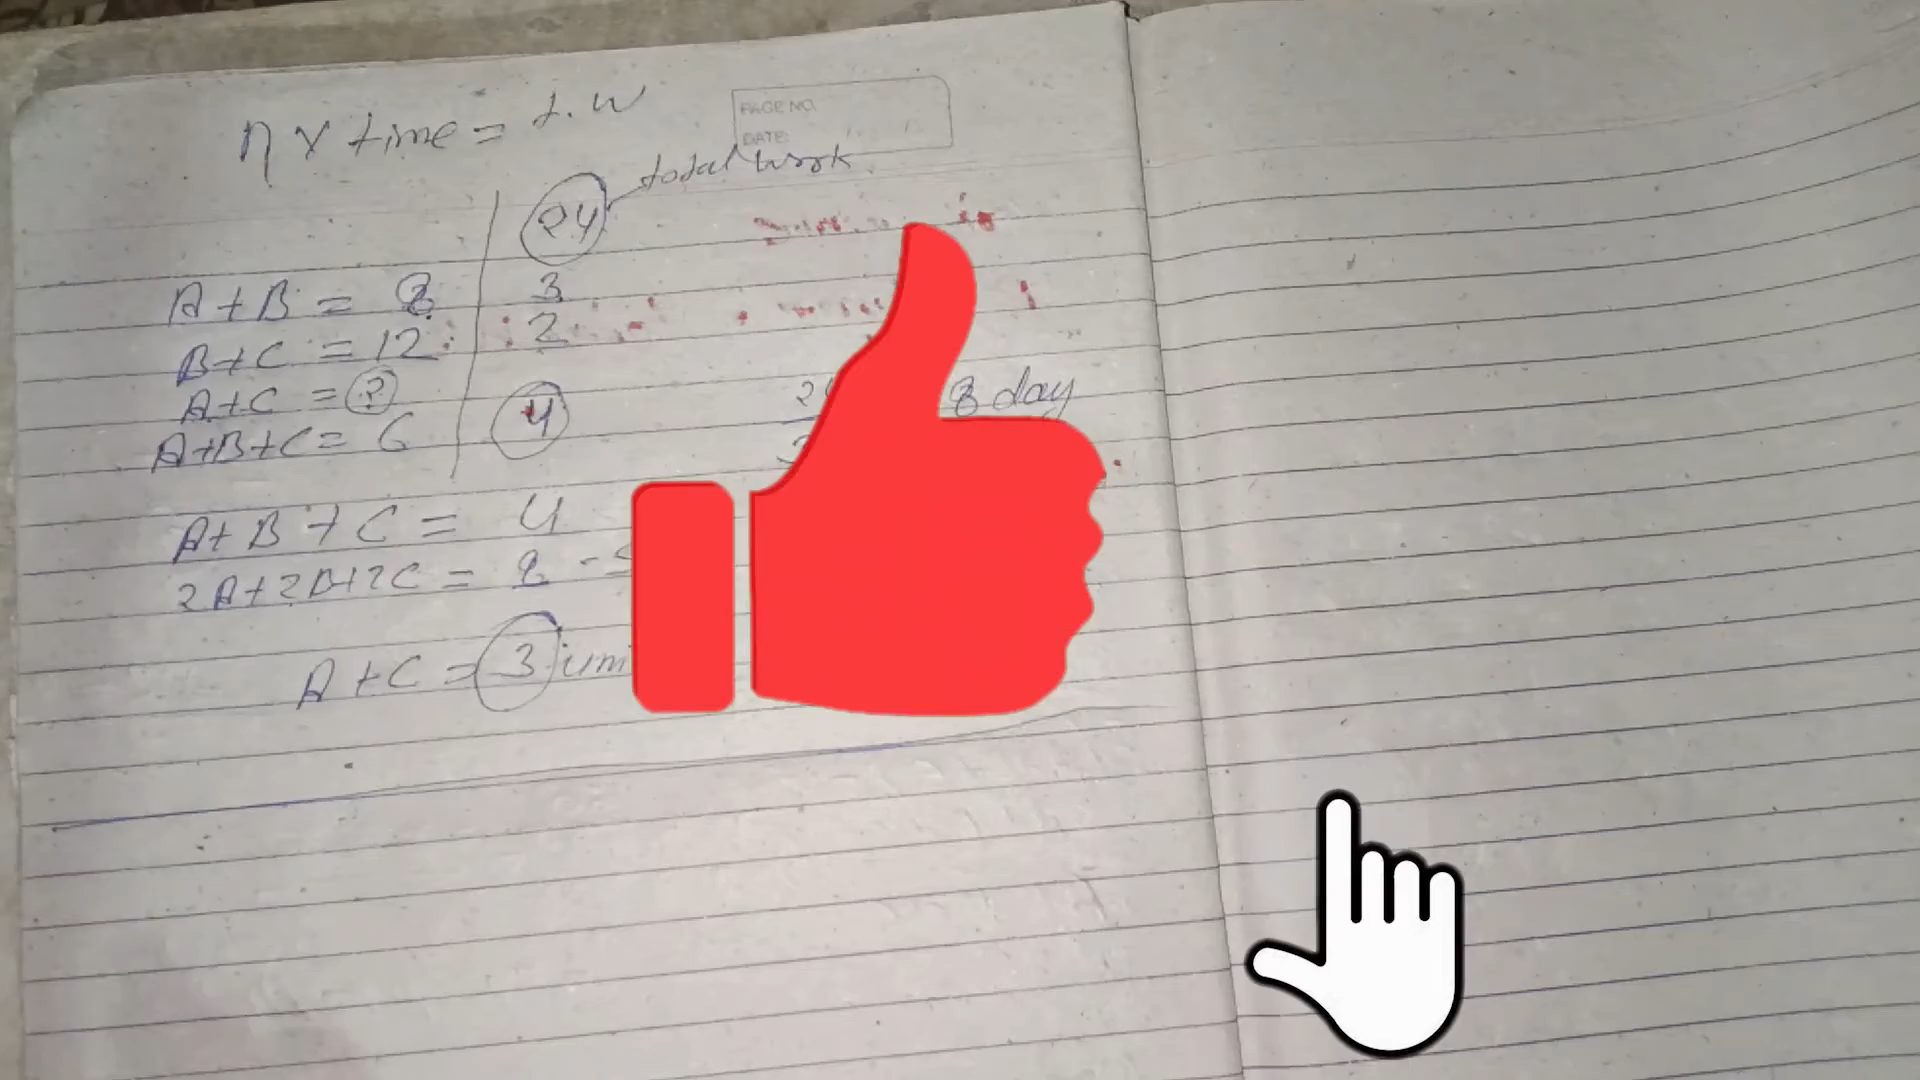 η × time = t.w
PAGE NO.
DATE:
24 total work
A+B = 8 3
B+C = 12 2
A+C = ?
A+B+C = 6 4
8 day
A+B+C = 4
2A+2B+2C = 8 -
A+C = 3